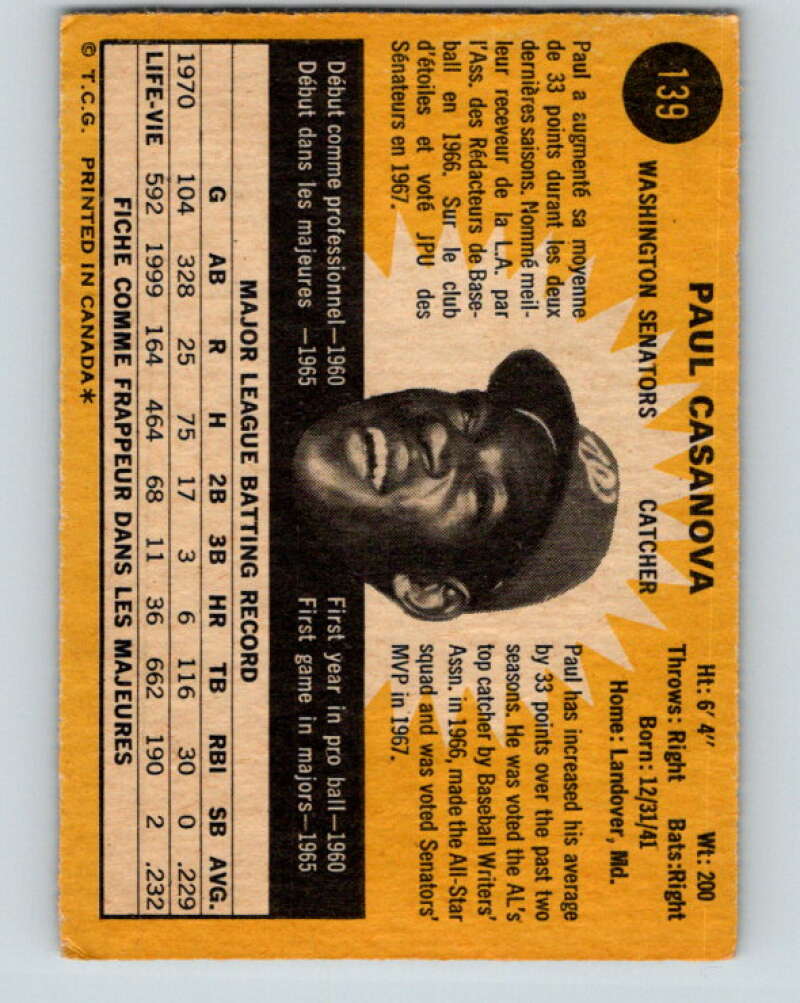 139
PAUL CASANOVA
WASHINGTON SENATORS CATCHER
Ht: 6'4" Wt: 200
Throws: Right Bats:Right
Born: 12/31/41
Home: Landover, Md.
Paul a augmenté sa moyenne
de 33 points durant les deux
dernières saisons. Nommé meil-
leur receveur de la L.A. par
l'Ass. des Rédacteurs de Base-
ball en 1966. Sur le club
d'étoiles et voté JPU des
Sénateurs en 1967.
Paul has increased his average
by 33 points over the past two
seasons. He was voted the AL's
top catcher by Baseball Writers'
Assn. in 1966, made the All-Star
squad and was voted Senators'
MVP in 1967.
Début comme professionnel—1960
Début dans les majeures —1965
First year in pro ball—1960
First game in majors—1965
MAJOR LEAGUE BATTING RECORD
G AB R H 2B 3B HR TB RBI SB AVG.
1970 104 328 25 75 17 3 6 116 30 0 .229
LIFE-VIE 592 1999 164 464 68 11 36 662 190 2 .232
FICHE COMME FRAPPEUR DANS LES MAJEURES
© T.C.G. PRINTED IN CANADA*